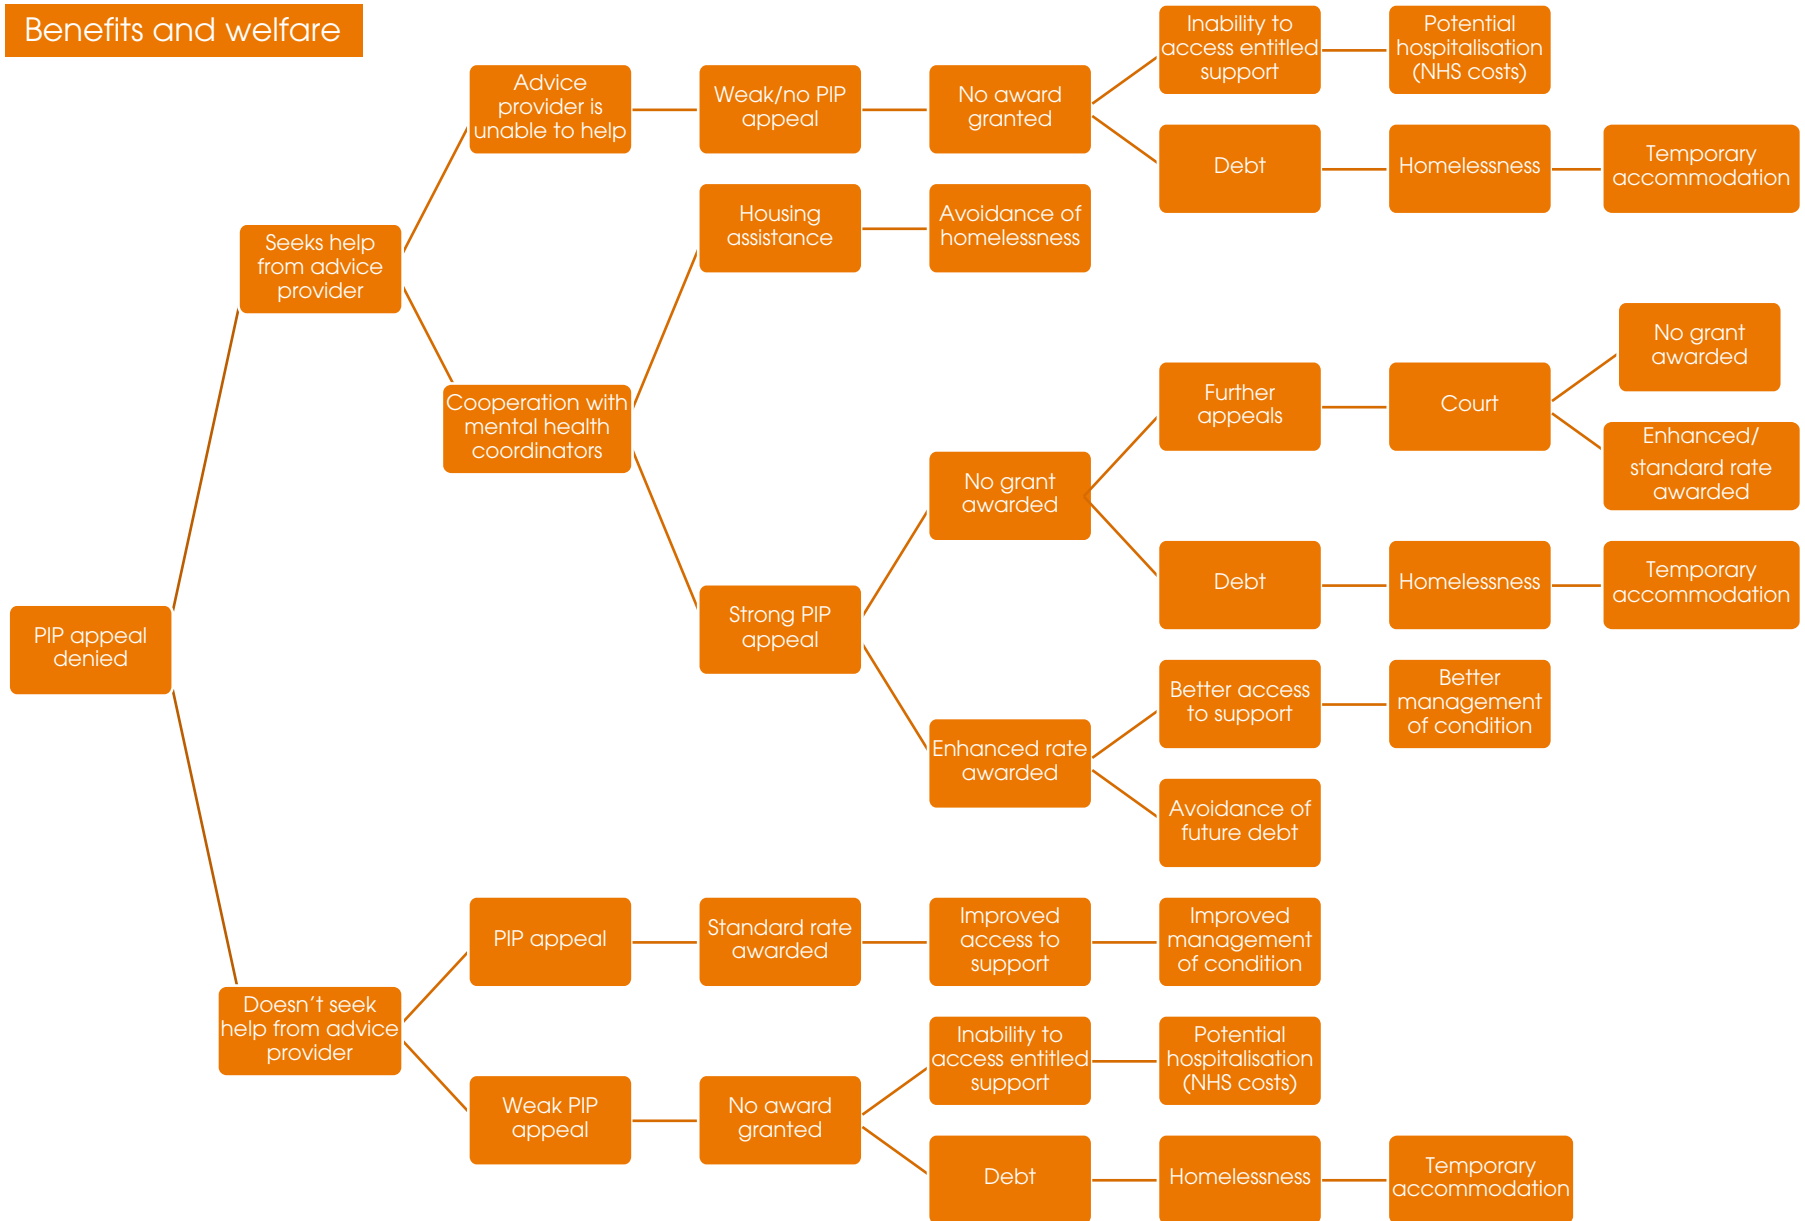 Benefits and welfare
PIP appeal
denied
Seeks help
from advice
provider
Advice
provider is
unable to help
Weak/no PIP
appeal
No award
granted
Inability to
access entitled
support
Potential
hospitalisation
(NHS costs)
Debt
Homelessness
Temporary
accommodation
Cooperation with
mental health
coordinators
Housing
assistance
Avoidance of
homelessness
Strong PIP
appeal
No grant
awarded
Further
appeals
Court
No grant
awarded
Enhanced/
standard rate
awarded
Debt
Homelessness
Temporary
accommodation
Enhanced rate
awarded
Better access
to support
Better
management
of condition
Avoidance of
future debt
Doesn’t seek
help from advice
provider
PIP appeal
Standard rate
awarded
Improved
access to
support
Improved
management
of condition
Weak PIP
appeal
No award
granted
Inability to
access entitled
support
Potential
hospitalisation
(NHS costs)
Debt
Homelessness
Temporary
accommodation